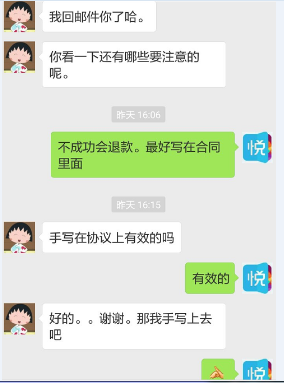 我回邮件你了哈。
你看一下还有哪些要注意的
呢。
昨天 16:06
不成功会退款。最好写在合同
里面
悦
昨天 16:15
手写在协议上有效的吗
有效的
悦
好的。。谢谢。那我手写上去
吧
悦